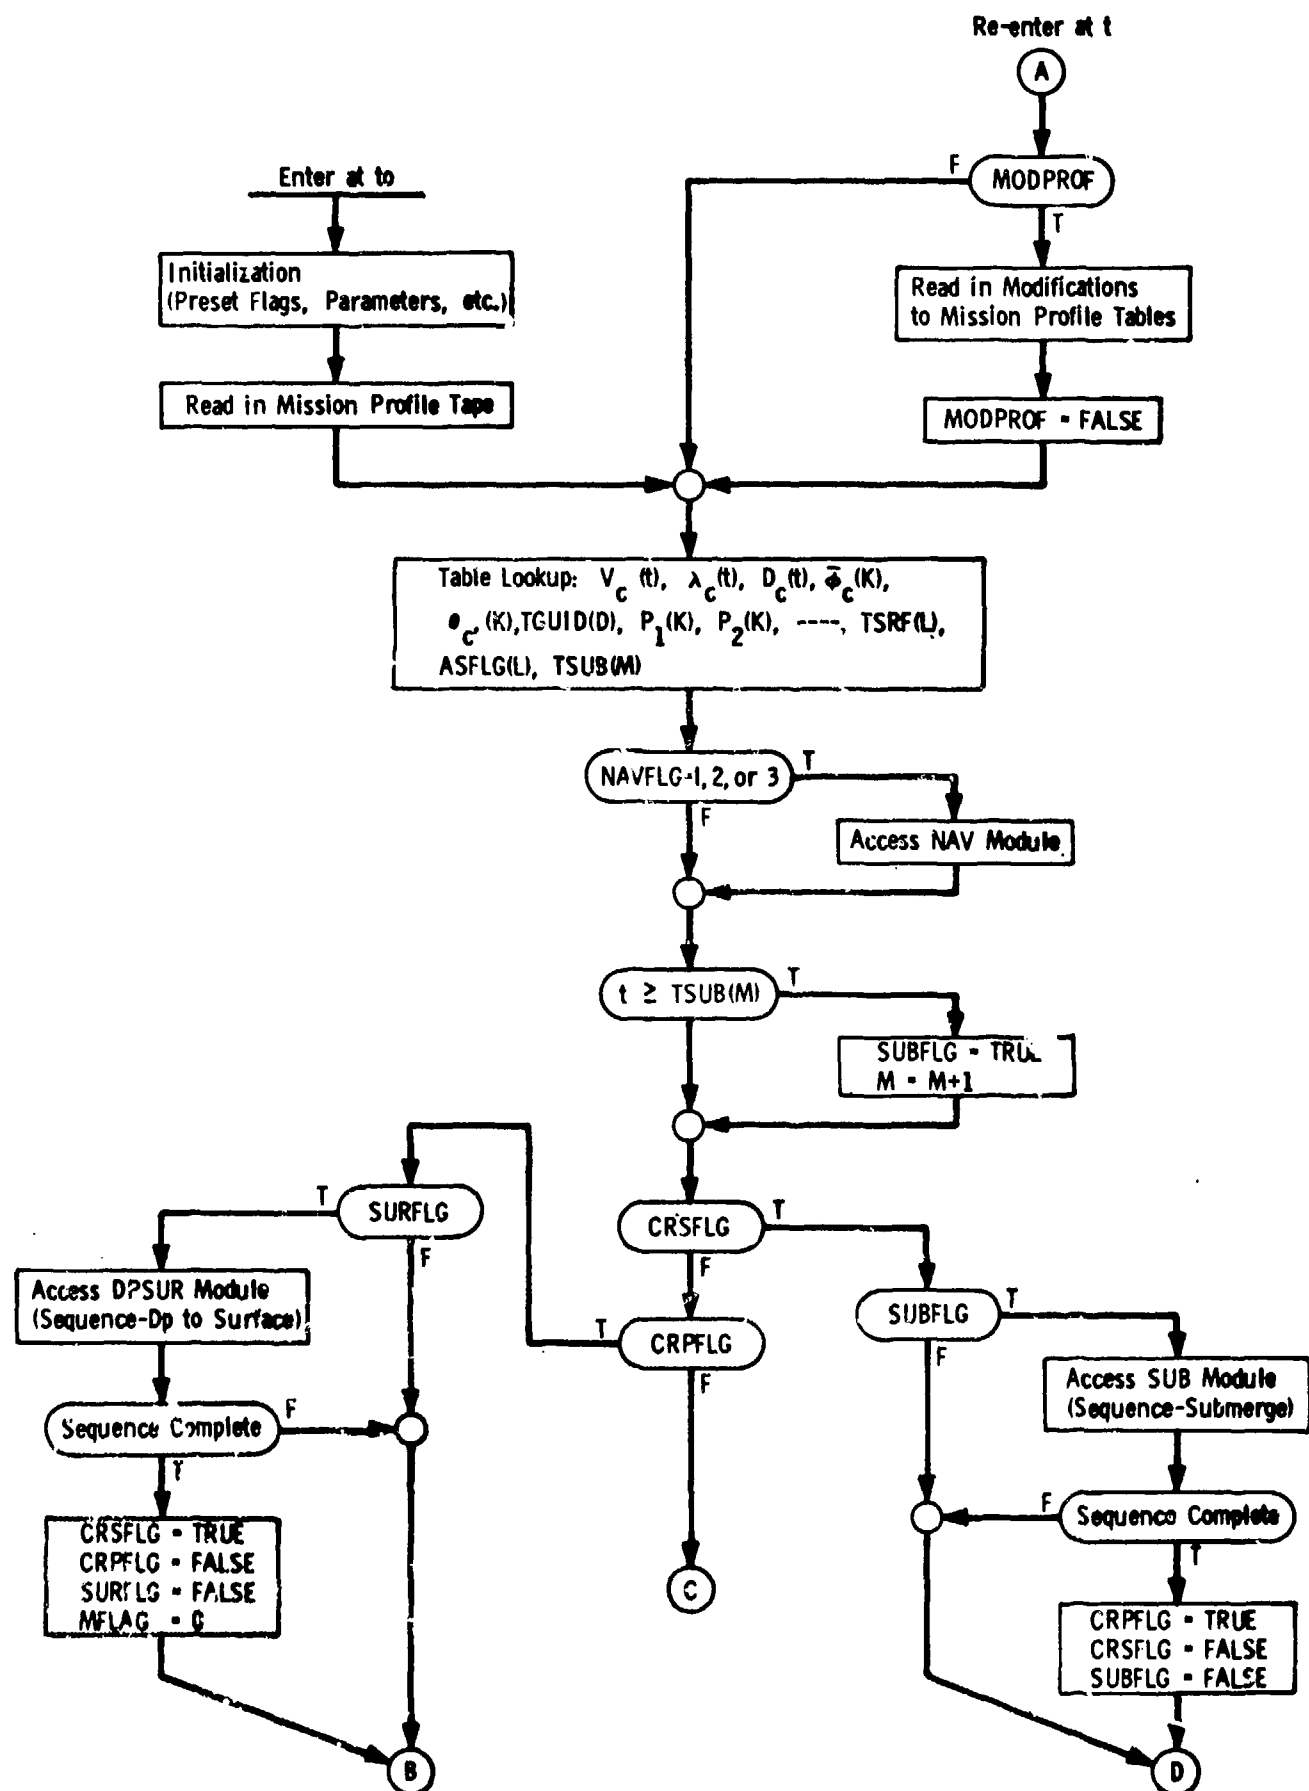 Re-enter at t
A
F
MODPROF
T
Enter at to
Initialization
(Preset Flags, Parameters, etc.)
Read in Modifications
to Mission Profile Tables
Read in Mission Profile Tape
MODPROF = FALSE
Table Lookup: V_c (t), λ_c(t), D_c(t), φ̄_c(K),
(K), TGUID(D), P_1(K), P_2(K), ----, TSRF(L),
ASFLG(L), TSUB(M)
NAVFLG=1, 2, or 3
T
F
Access NAV Module
t ≥ TSUB(M)
T
SUBFLG = TRUE
M = M+1
T
SURFLG
F
CRSFLG
T
F
Access DPSUR Module
(Sequence-Dp to Surface)
SUBFLG
T
F
T
CRPFLG
F
Access SUB Module
(Sequence-Submerge)
Sequence Complete
F
T
F
Sequence Complete
T
CRSFLG = TRUE
CRPFLG = FALSE
SURFLG = FALSE
MFLAG = 0
C
CRPFLG = TRUE
CRSFLG = FALSE
SUBFLG = FALSE
B
D